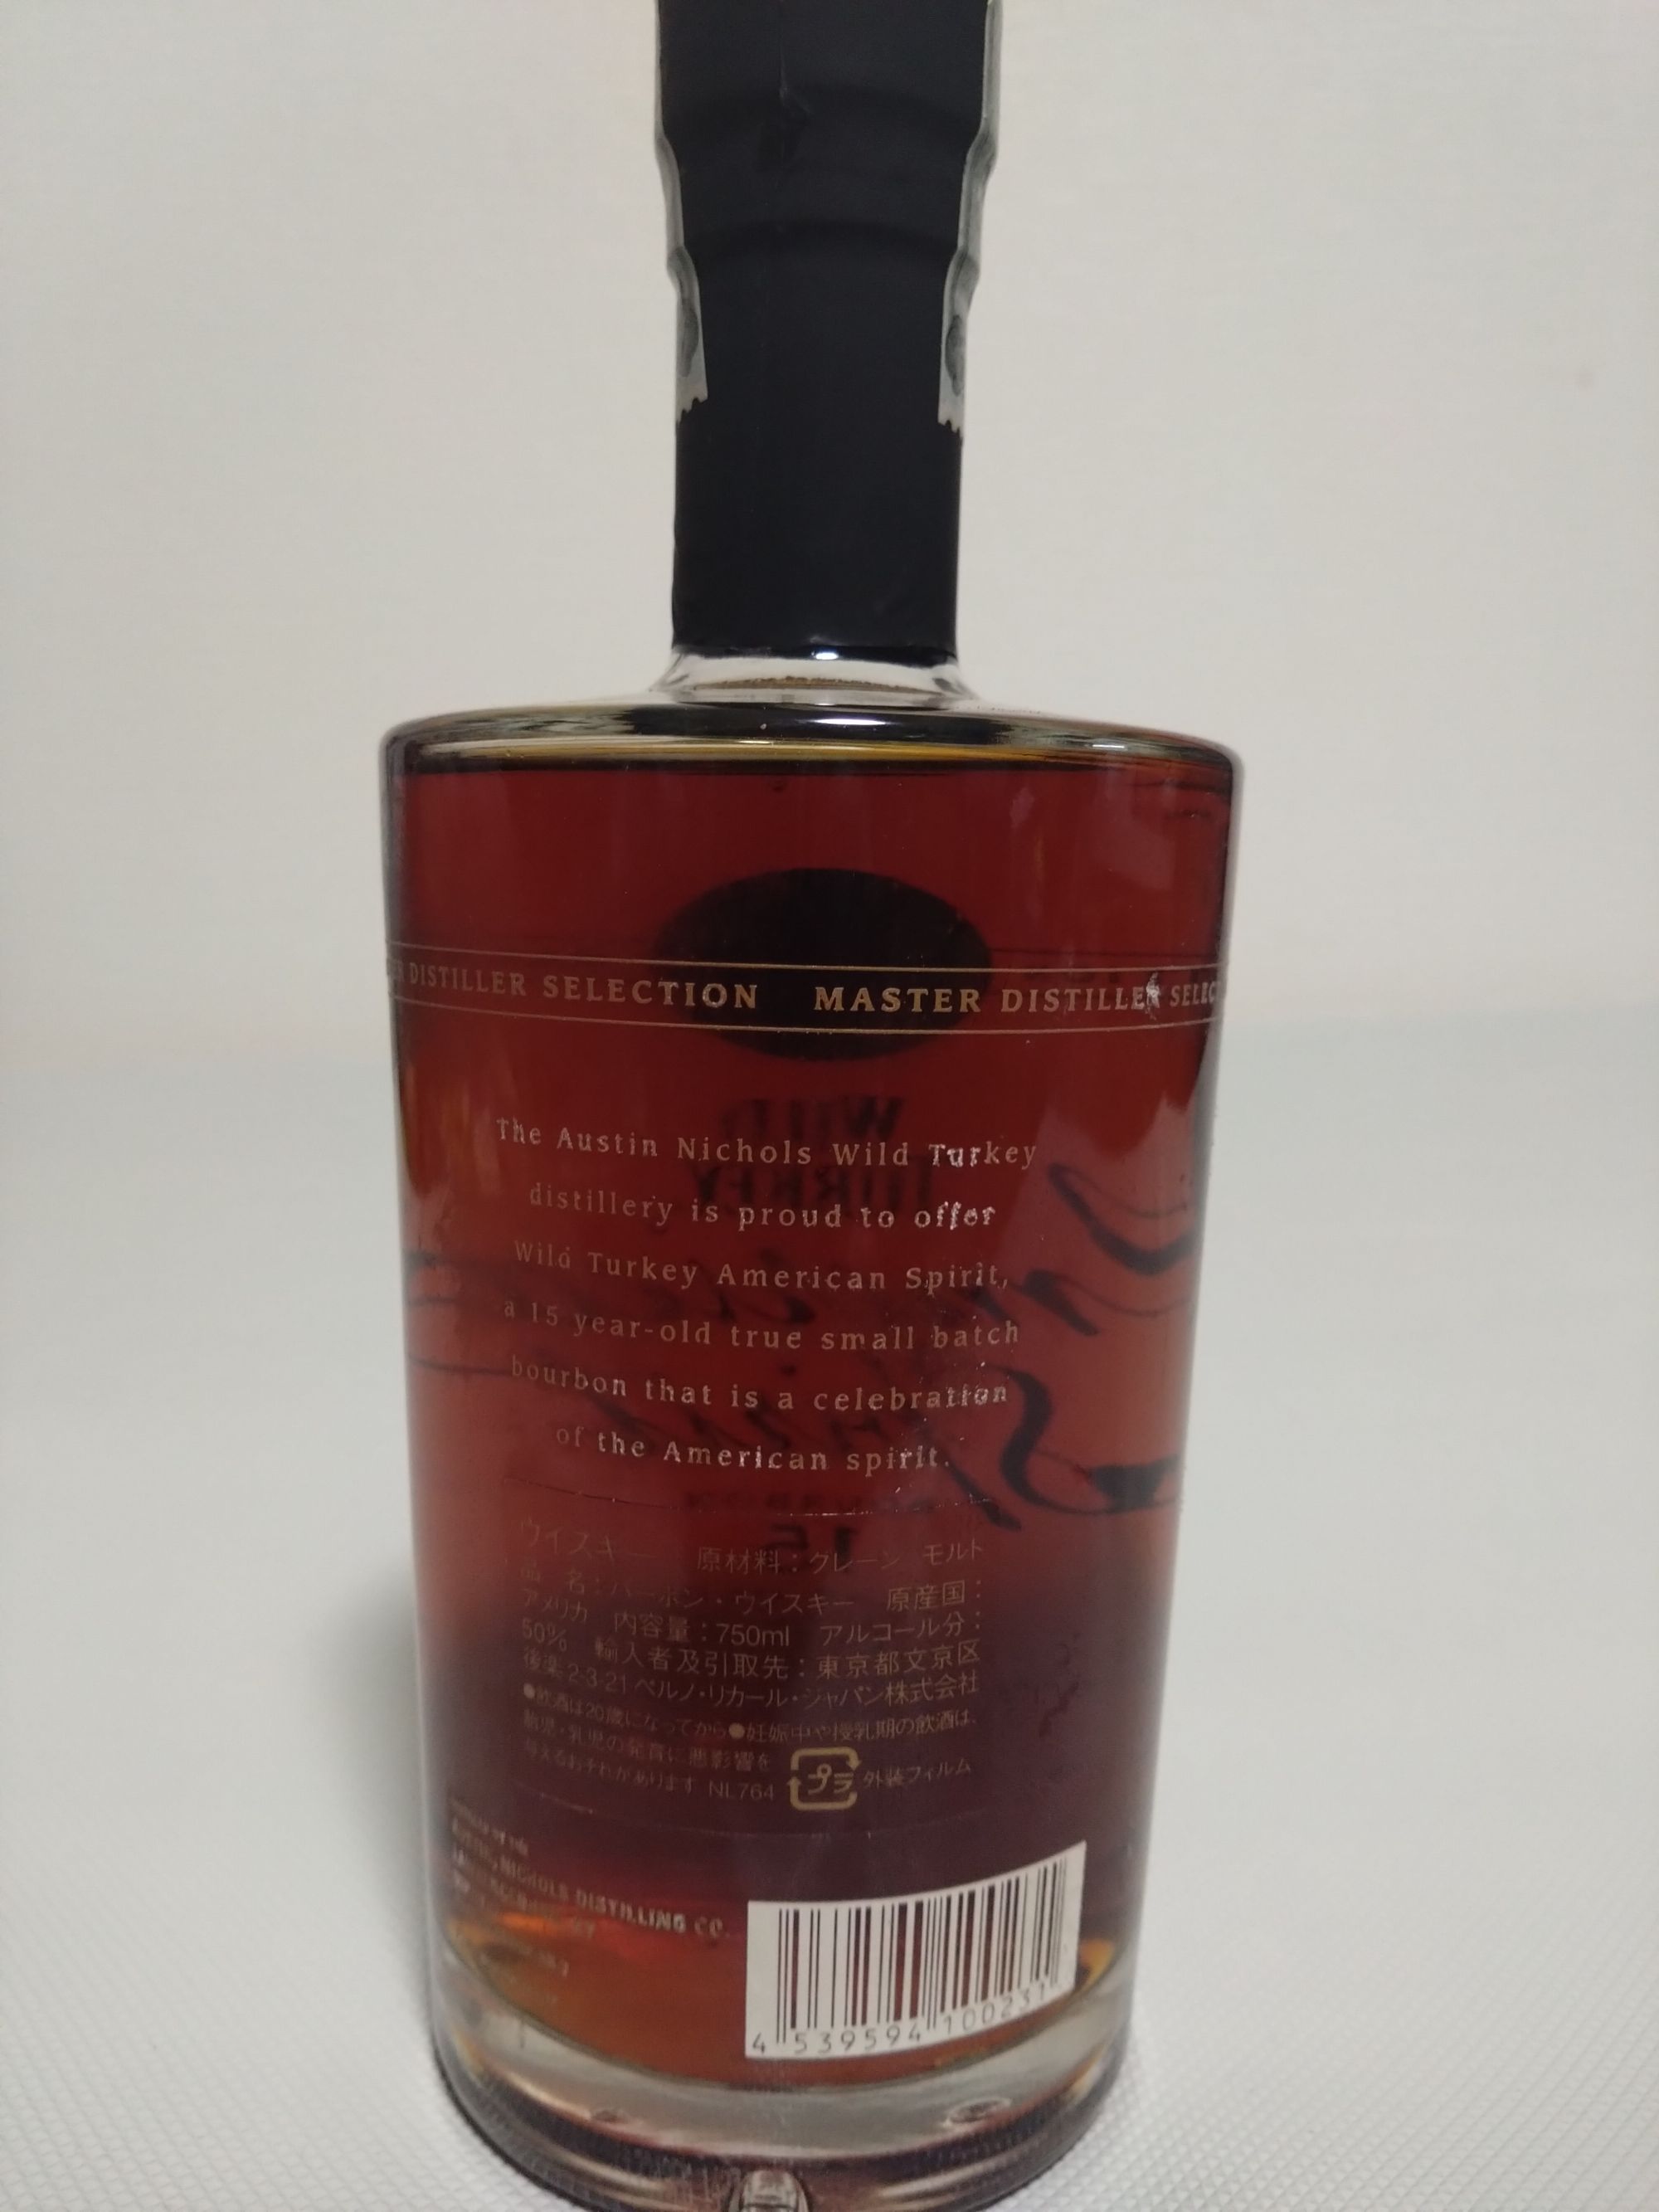 DISTILLER SELECTION MASTER DISTILLER SELEC
The Austin Nichols Wild Turkey
distillery is proud to offer
Wild Turkey American Spirit,
a 15 year-old true small batch
bourbon that is a celebration
of the American spirit.
ウイスキー 原材料：グレーン・モルト
品 名：バーボン・ウイスキー 原産国：
アメリカ 内容量：750ml アルコール分：
50% 輸入者及引取先：東京都文京区
後楽2-3-21 ペルノ・リカール・ジャパン株式会社
●飲酒は20歳になってから●妊娠中や授乳期の飲酒は、
胎児・乳児の発育に悪影響を
与えるおそれがあります NL764
プラ 外装フィルム
NICHOLS DISTILLING CO.
4 539594 100231
WILD
TURKEY
15